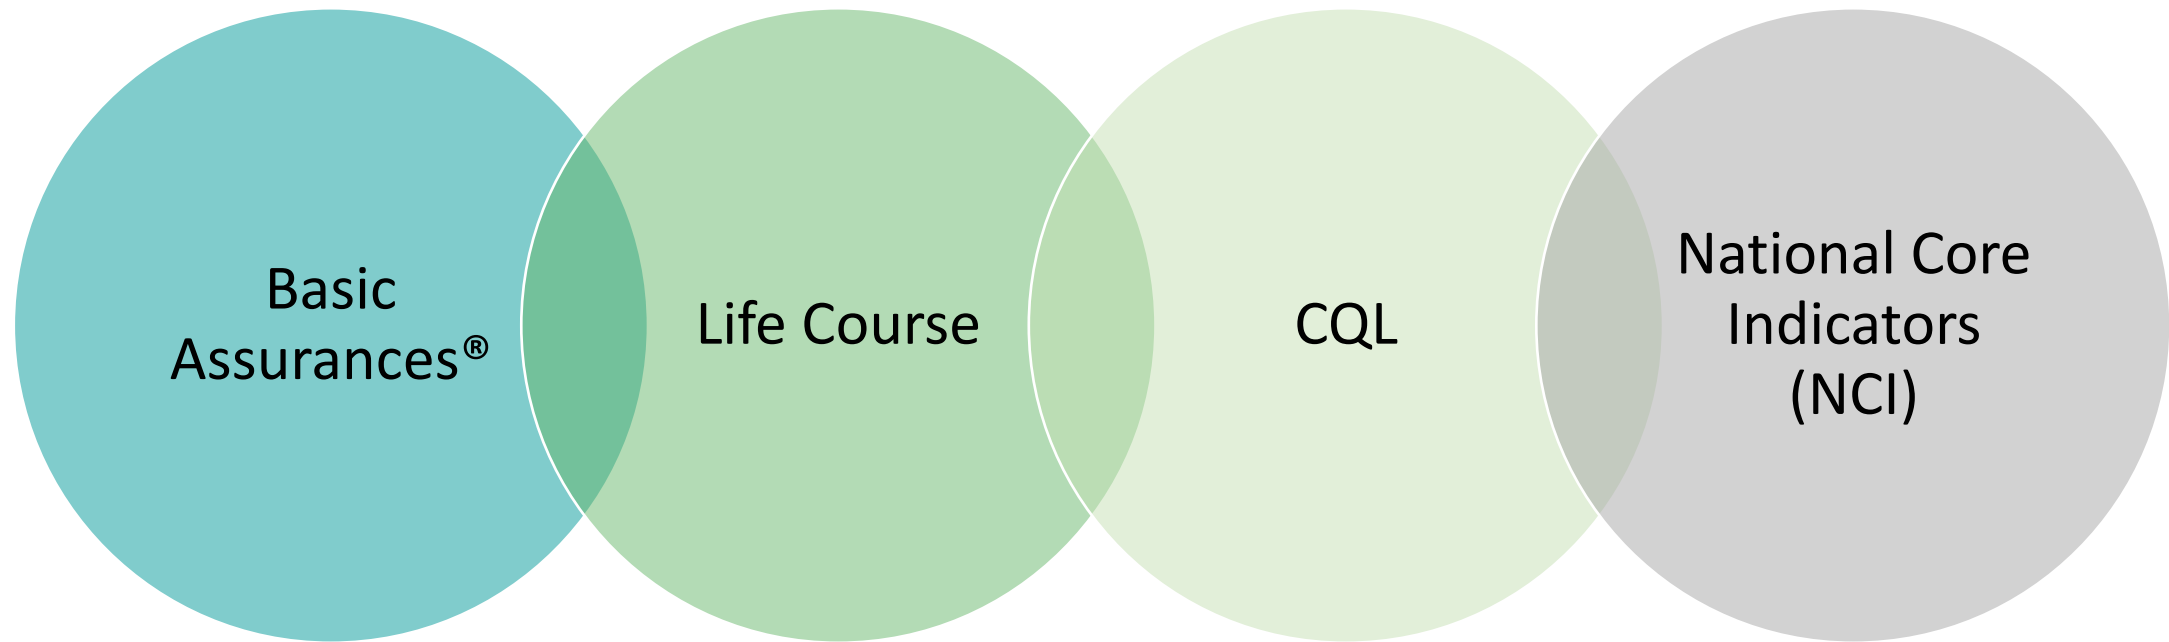 Basic
Assurances®
Life Course
CQL
National Core
Indicators
(NCI)